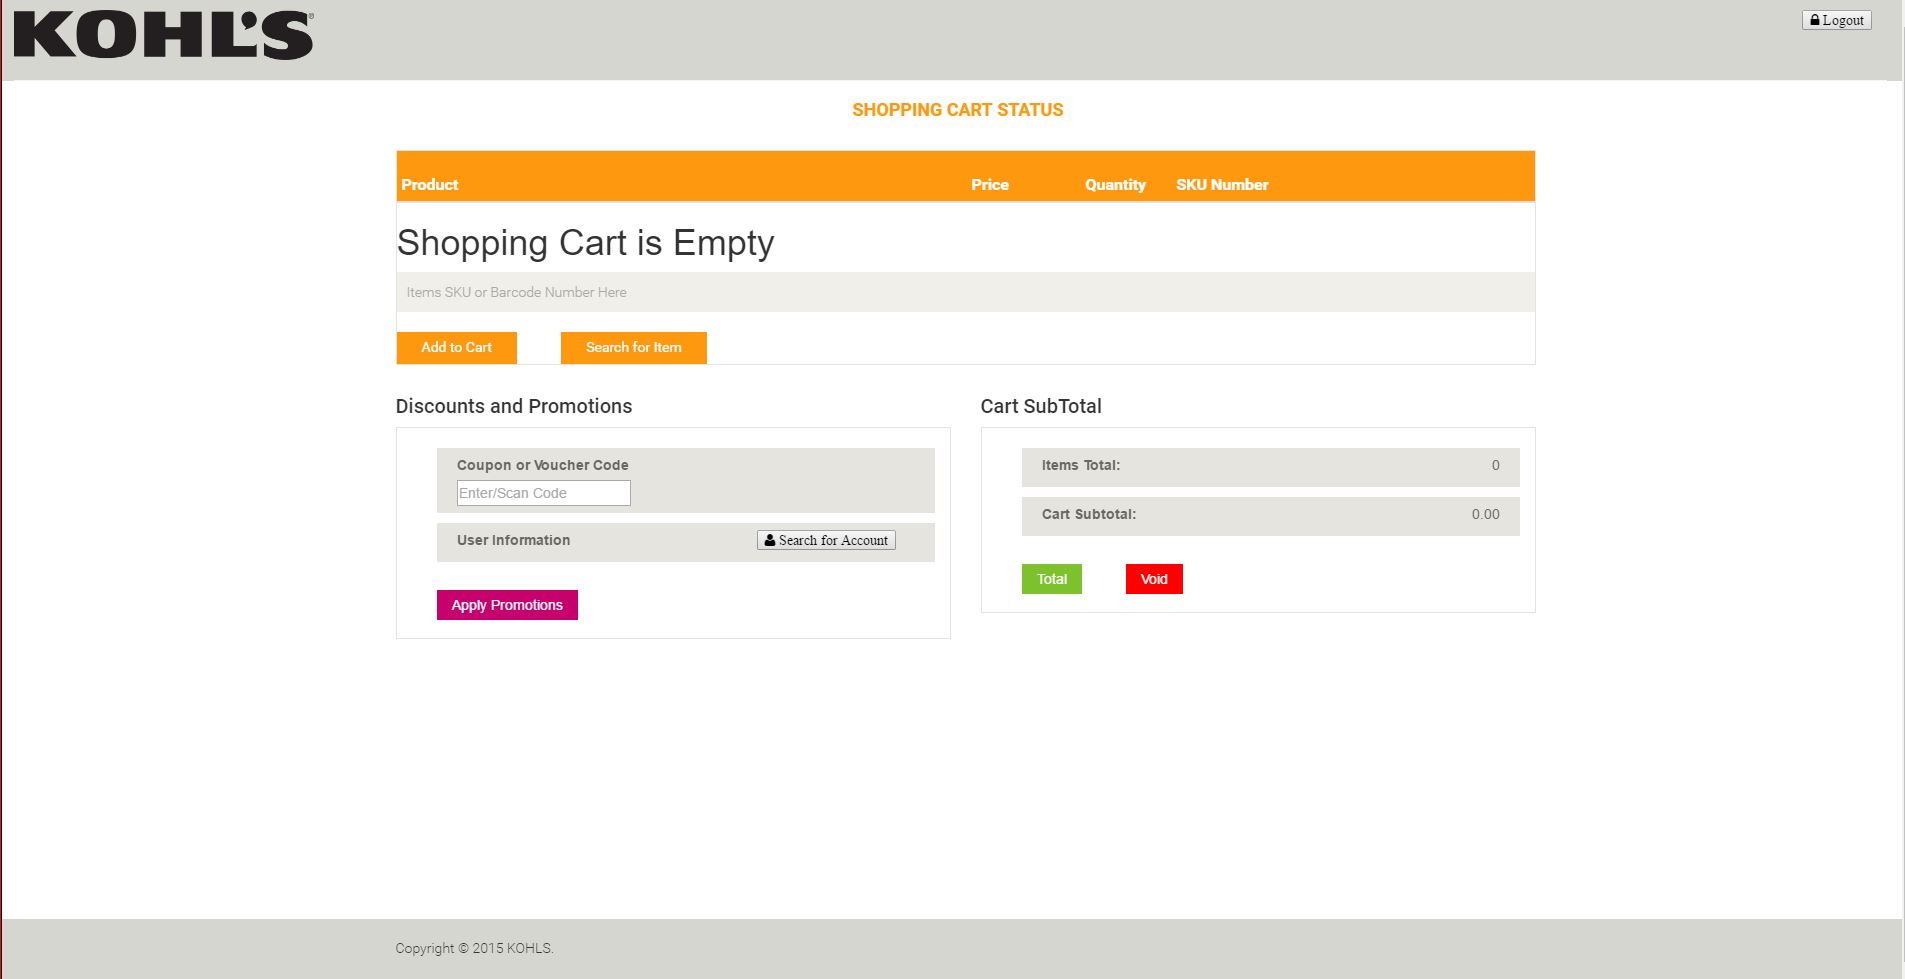 KOHL'S®
Logout
SHOPPING CART STATUS
Product Price Quantity SKU Number
Shopping Cart is Empty
Items SKU or Barcode Number Here
Add to Cart Search for Item
Discounts and Promotions
Coupon or Voucher Code
Enter/Scan Code
User Information Search for Account
Apply Promotions
Cart SubTotal
Items Total: 0
Cart Subtotal: 0.00
Total Void
Copyright © 2015 KOHLS.